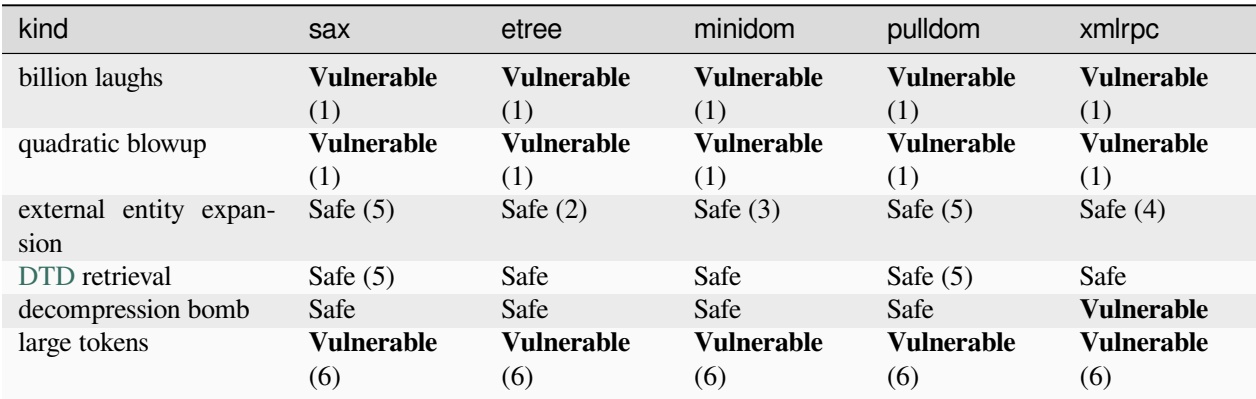 kind sax etree minidom pulldom xmlrpc
billion laughs Vulnerable Vulnerable Vulnerable Vulnerable Vulnerable
(1) (1) (1) (1) (1)
quadratic blowup Vulnerable Vulnerable Vulnerable Vulnerable Vulnerable
(1) (1) (1) (1) (1)
external entity expan- Safe (5) Safe (2) Safe (3) Safe (5) Safe (4)
sion
DTD retrieval Safe (5) Safe Safe Safe (5) Safe
decompression bomb Safe Safe Safe Safe Vulnerable
large tokens Vulnerable Vulnerable Vulnerable Vulnerable Vulnerable
(6) (6) (6) (6) (6)